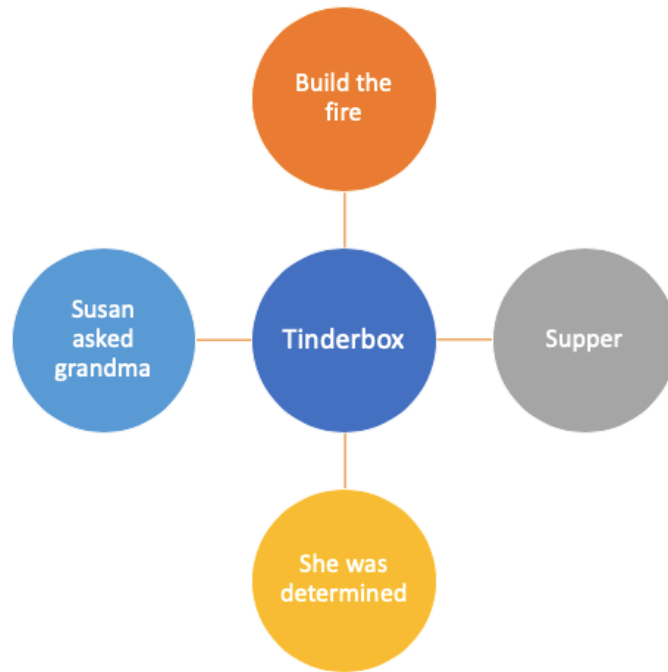 Build the
fire
Susan
asked
grandma
Tinderbox
Supper
She was
determined